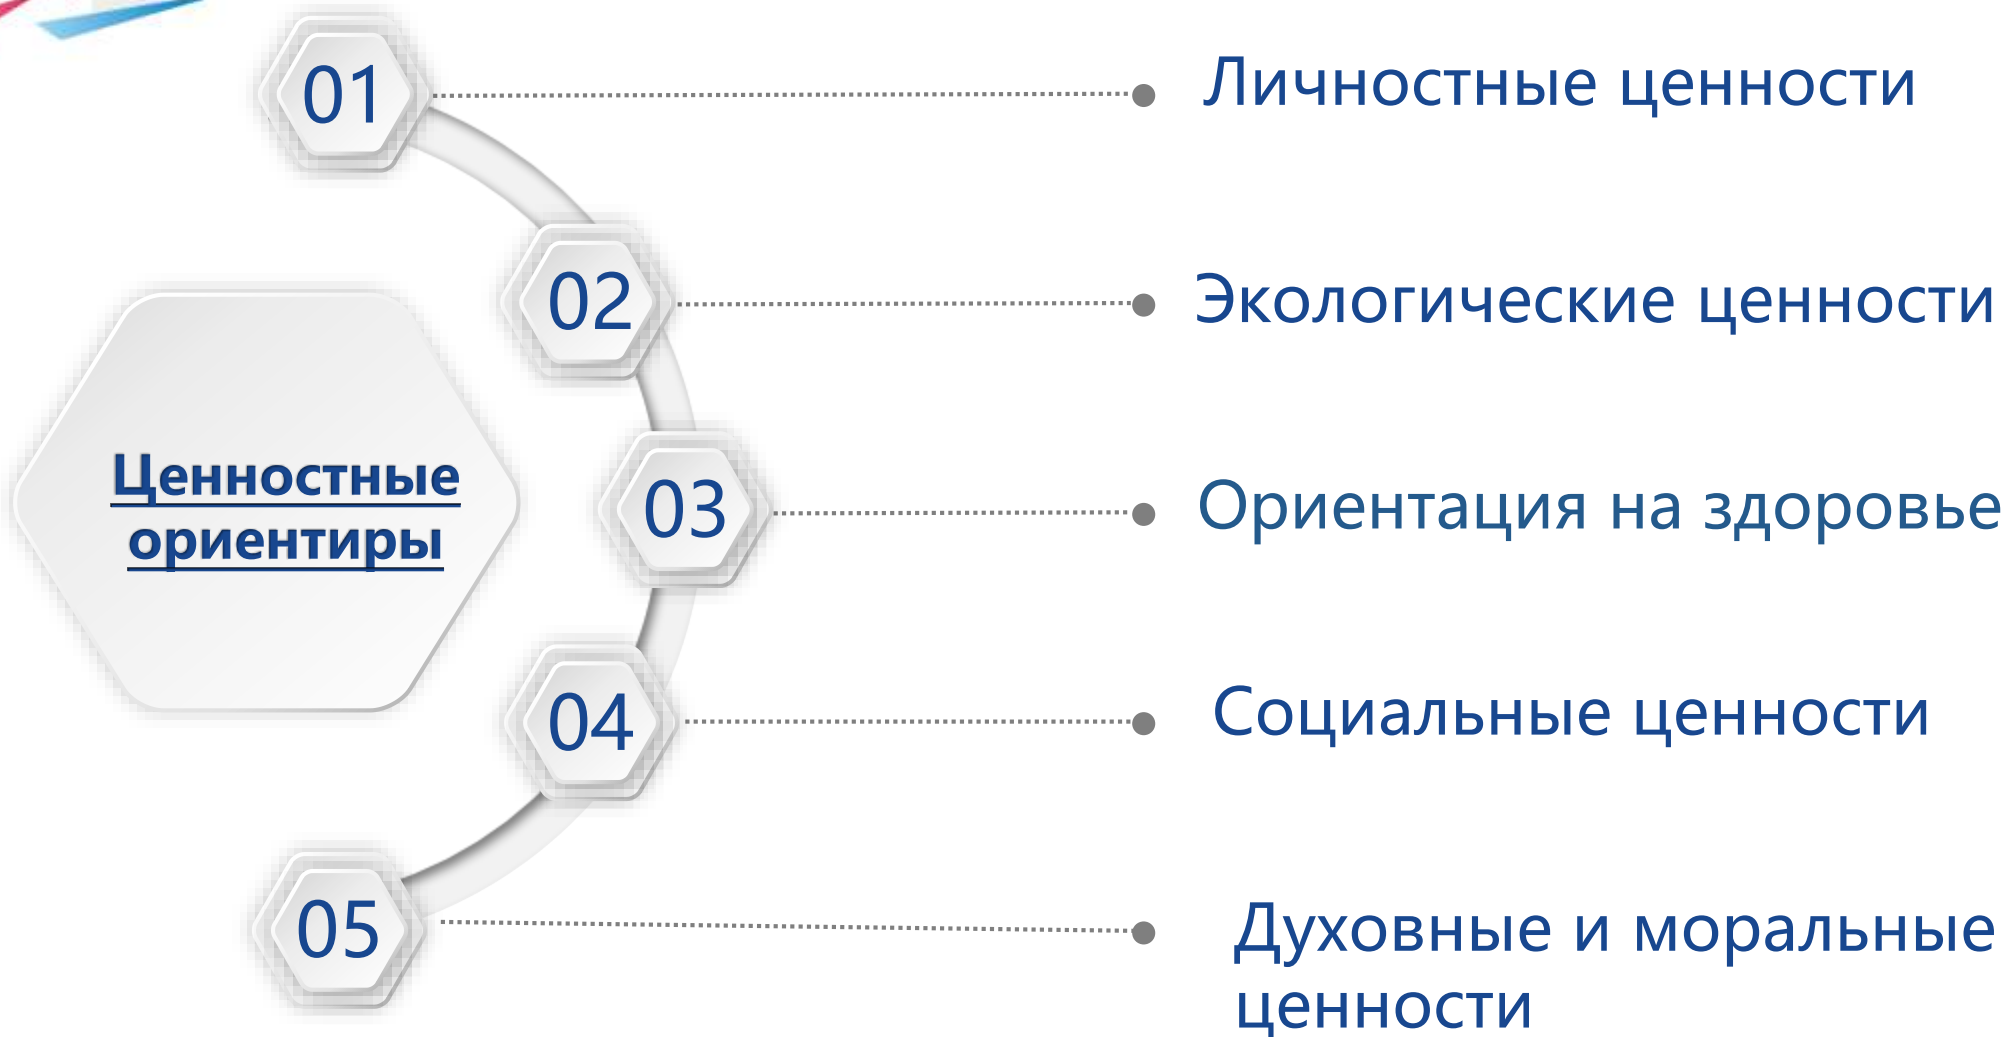 01
Личностные ценности
02
Экологические ценности
Ценностные
ориентиры
03
Ориентация на здоровье
04
Социальные ценности
05
Духовные и моральные
ценности